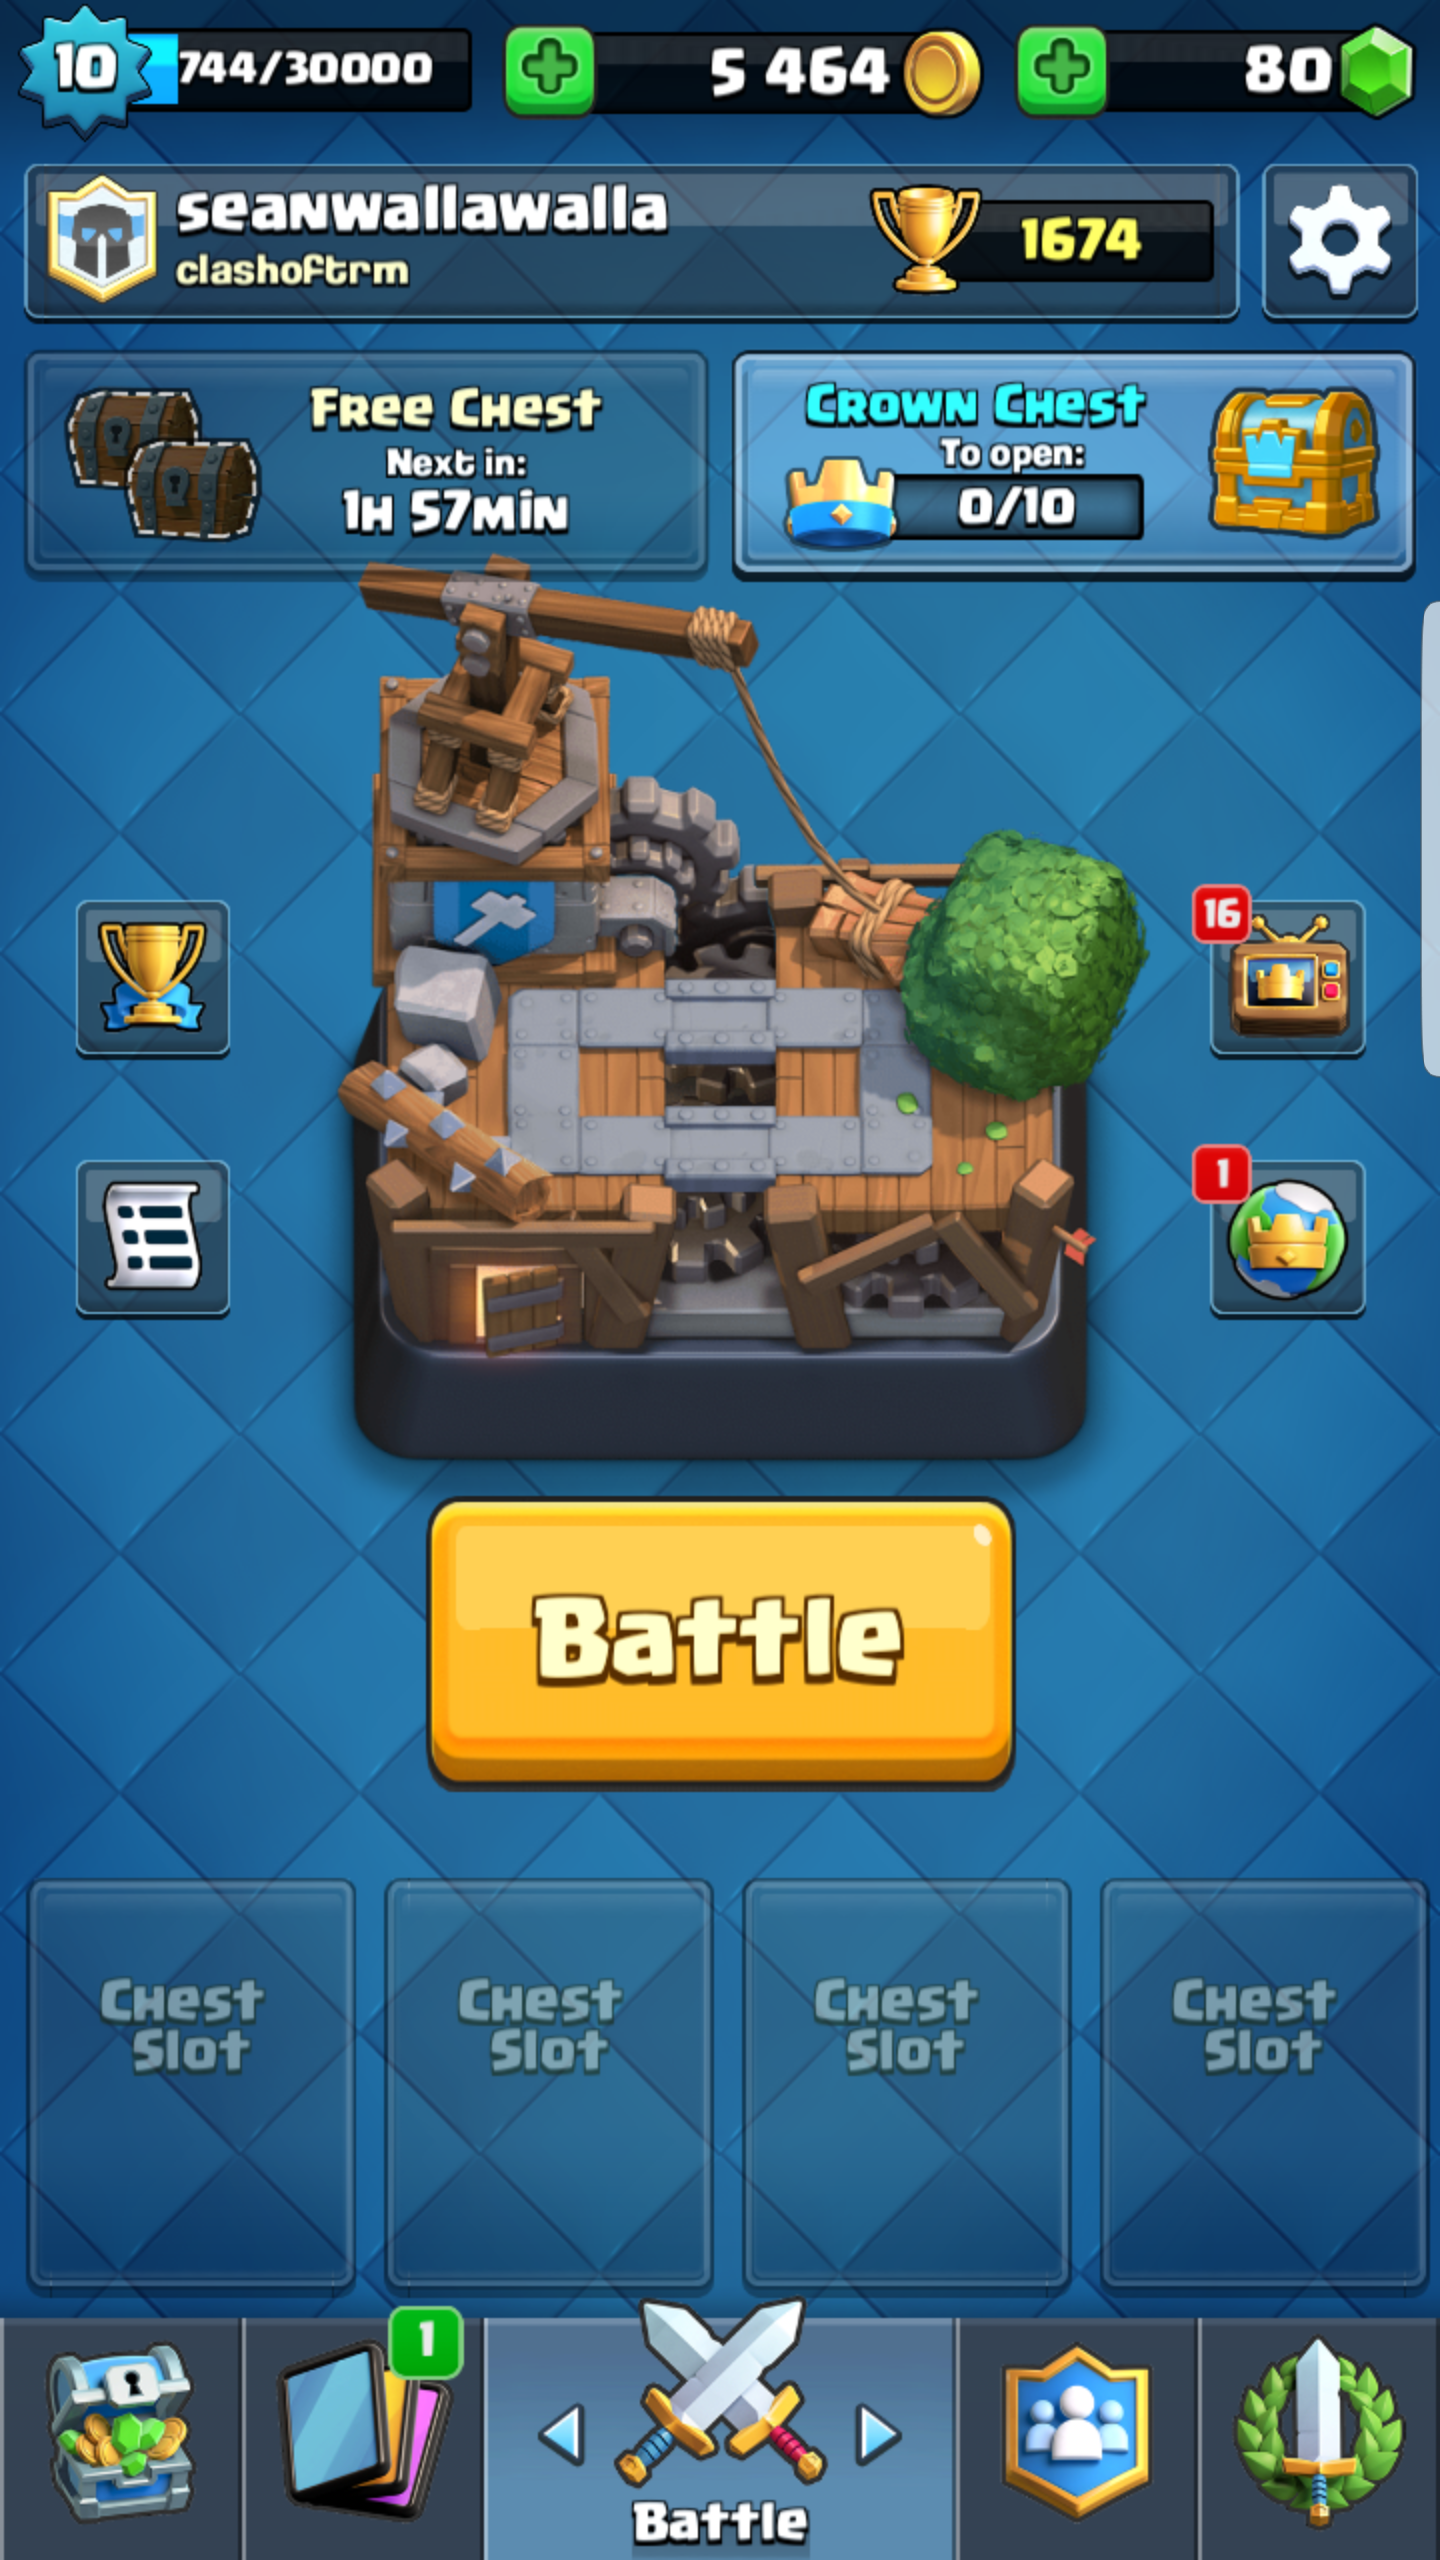 10
744/30000
5 464
80
seanwallawalla
clashoftrm
1674
Free Chest
Next in:
1H 57Min
Crown Chest
To open:
0/10
16
1
Battle
Chest
Slot
Chest
Slot
Chest
Slot
Chest
Slot
1
Battle